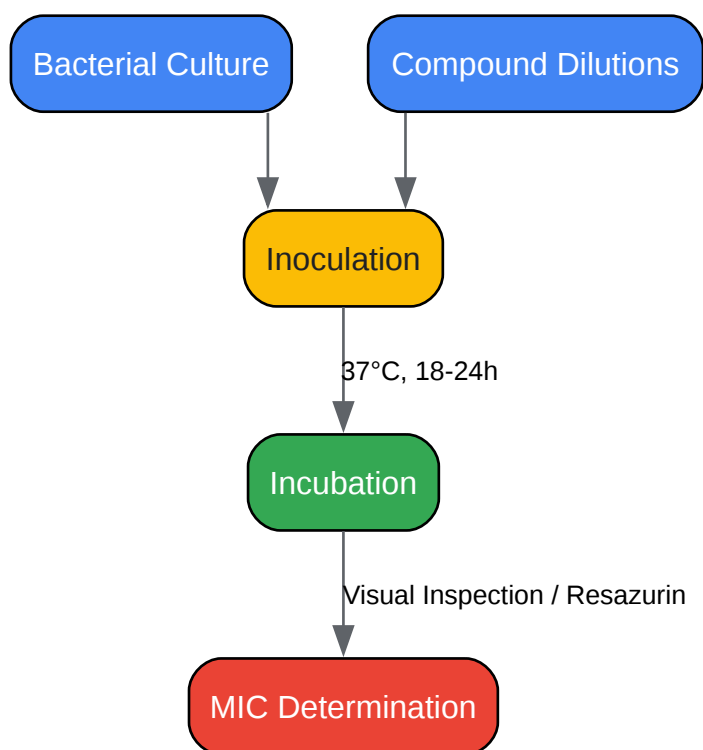 Bacterial Culture
Compound Dilutions
Inoculation
37°C, 18-24h
Incubation
Visual Inspection / Resazurin
MIC Determination